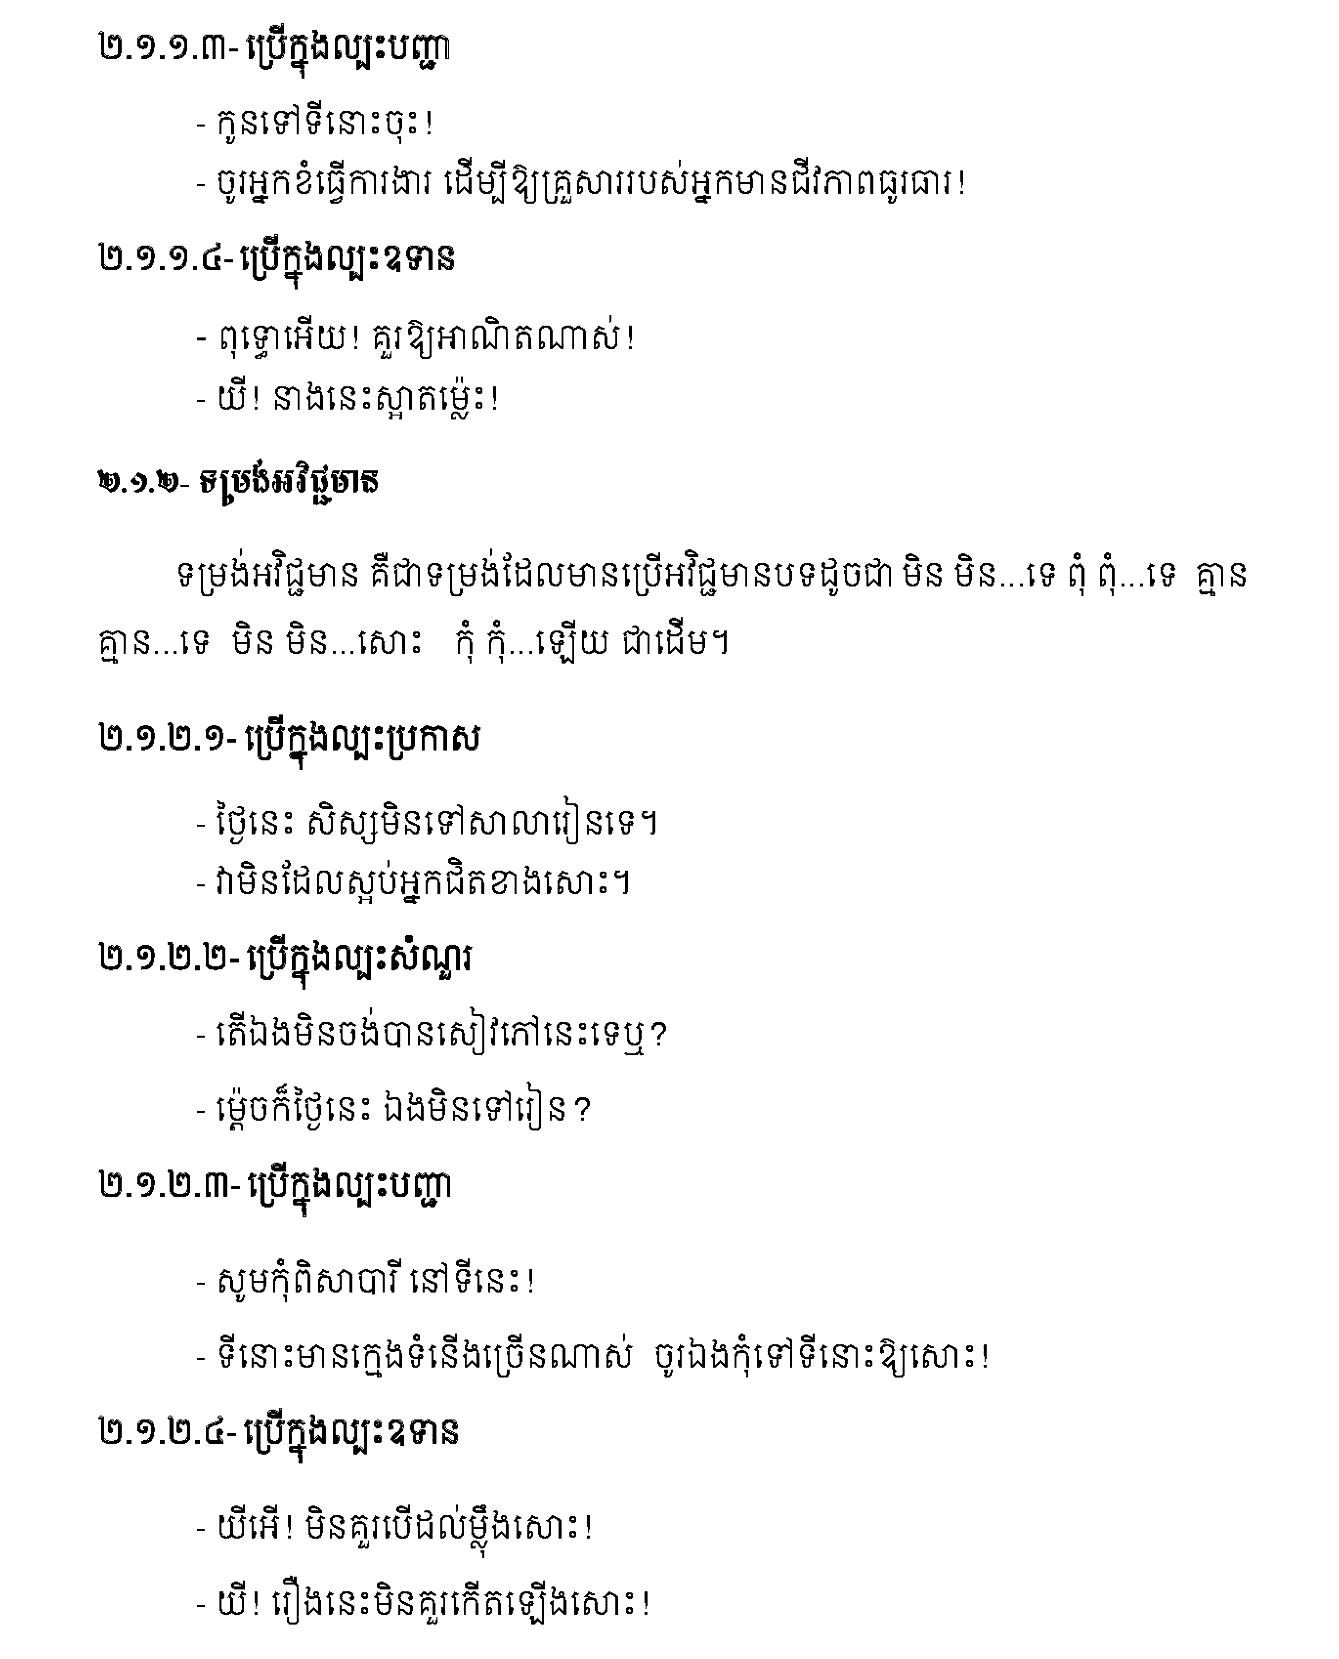 ២.១.១.៣- ប្រើក្នុងល្បះបញ្ជា
- កូនទៅទីនោះចុះ!
- ចូរអ្នកខំធ្វើការងារ ដើម្បីឱ្យគ្រួសាររបស់អ្នកមានជីវភាពធូរធារ!
២.១.១.៤- ប្រើក្នុងល្បះឧទាន
- ពុទ្ធោអើយ! គួរឱ្យអាណិតណាស់!
- យី! នាងនេះស្អាតម្ល៉េះ!
២.១.២- ទម្រង់អវិជ្ជមាន
ទម្រង់អវិជ្ជមាន គឺជាទម្រង់ដែលមានប្រើអវិជ្ជមានបទដូចជា មិន មិន...ទេ ពុំ ពុំ...ទេ គ្មាន
គ្មាន...ទេ មិន មិន...សោះ កុំ កុំ...ឡើយ ជាដើម។
២.១.២.១- ប្រើក្នុងល្បះប្រកាស
- ថ្ងៃនេះ សិស្សមិនទៅសាលារៀនទេ។
- វាមិនដែលស្អប់អ្នកជិតខាងសោះ។
២.១.២.២- ប្រើក្នុងល្បះសំណួរ
- តើឯងមិនចង់បានសៀវភៅនេះទេឬ?
- ម៉្ដេចក៏ថ្ងៃនេះ ឯងមិនទៅរៀន?
២.១.២.៣- ប្រើក្នុងល្បះបញ្ជា
- សូមកុំពិសាបារី នៅទីនេះ!
- ទីនោះមានក្មេងទំនើងច្រើនណាស់ ចូរឯងកុំទៅទីនោះឱ្យសោះ!
២.១.២.៤- ប្រើក្នុងល្បះឧទាន
- យីអើ! មិនគួរបើដល់ម្ល៉ឹងសោះ!
- យី! រឿងនេះមិនគួរកើតឡើងសោះ!